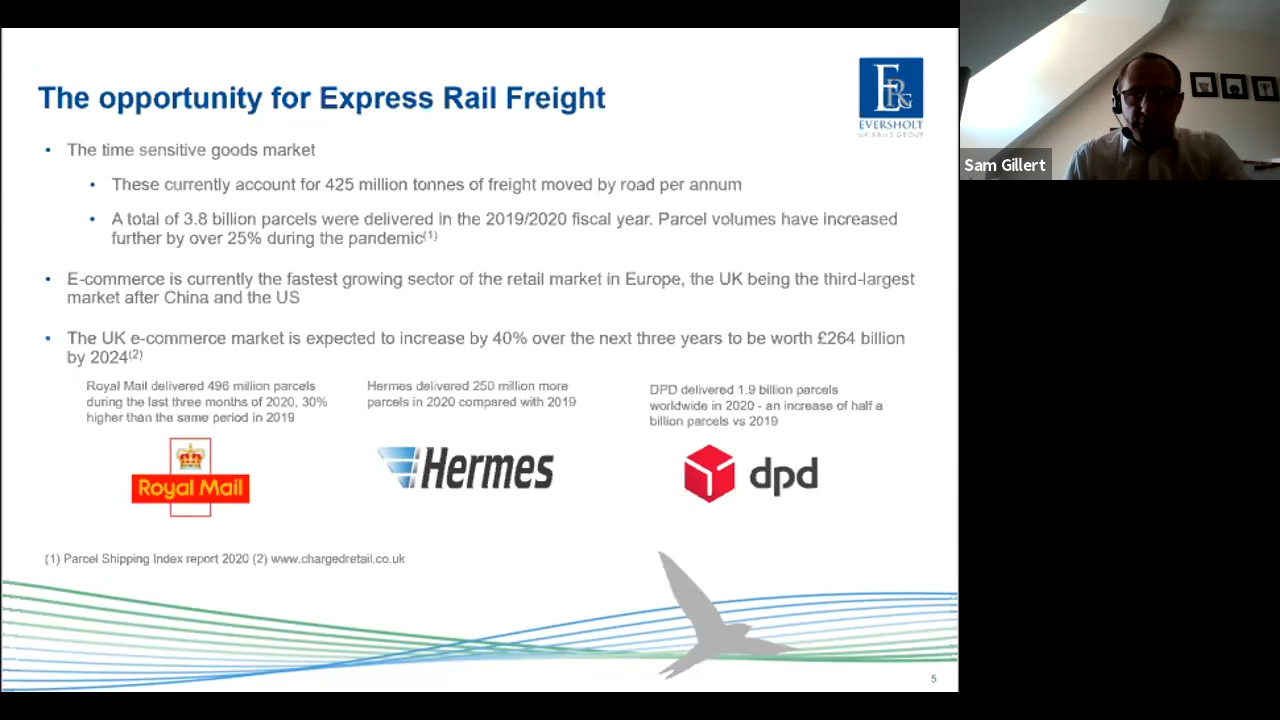 The opportunity for Express Rail Freight
ERG
EVERSHOLT
UK RAILS GROUP
Sam Gillert
• The time sensitive goods market
• These currently account for 425 million tonnes of freight moved by road per annum
• A total of 3.8 billion parcels were delivered in the 2019/2020 fiscal year. Parcel volumes have increased
further by over 25% during the pandemic(1)
• E-commerce is currently the fastest growing sector of the retail market in Europe, the UK being the third-largest
market after China and the US
• The UK e-commerce market is expected to increase by 40% over the next three years to be worth £264 billion
by 2024(2)
Royal Mail delivered 496 million parcels
during the last three months of 2020, 30%
higher than the same period in 2019
Hermes delivered 250 million more
parcels in 2020 compared with 2019
DPD delivered 1.9 billion parcels
worldwide in 2020 - an increase of half a
billion parcels vs 2019
Royal Mail
Hermes
dpd
(1) Parcel Shipping Index report 2020 (2) www.chargedretail.co.uk
5